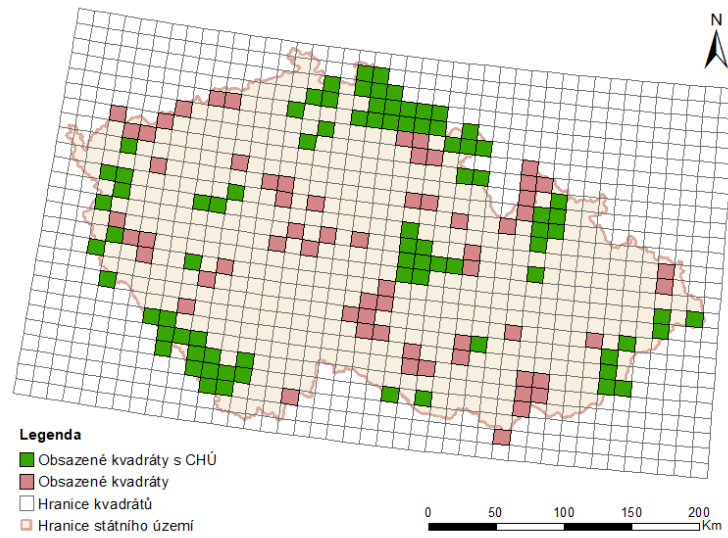 N
Legenda
Obsazené kvadráty s CHÚ
Obsazené kvadráty
Hranice kvadrátů
Hranice státního území
0 50 100 150 200
Km